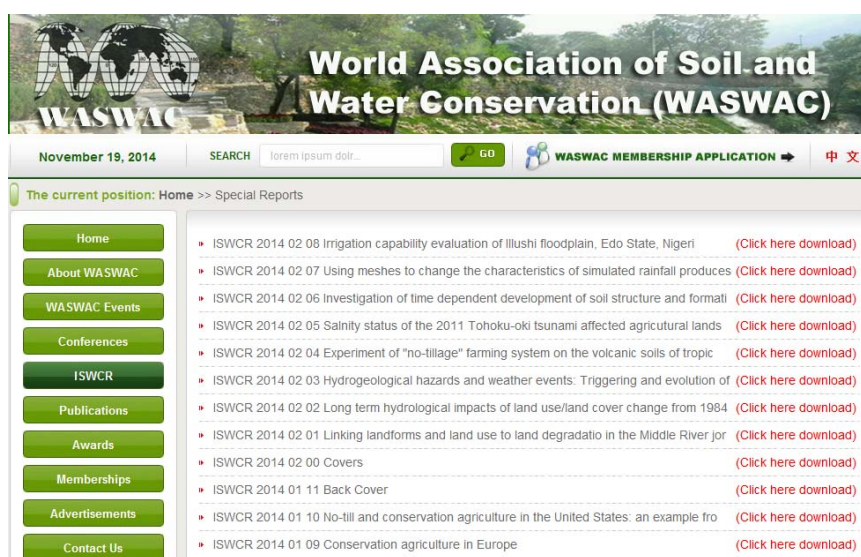 World Association of Soil and
Water Conservation (WASWAC)
WASWAC
November 19, 2014
SEARCH
lorem ipsum dolr...
GO
WASWAC MEMBERSHIP APPLICATION
中 文
The current position: Home >> Special Reports
Home
About WASWAC
WASWAC Events
Conferences
ISWCR
Publications
Awards
Memberships
Advertisements
Contact Us
ISWCR 2014 02 08 Irrigation capability evaluation of Illushi floodplain, Edo State, Nigeri (Click here download)
ISWCR 2014 02 07 Using meshes to change the characteristics of simulated rainfall produces (Click here download)
ISWCR 2014 02 06 Investigation of time dependent development of soil structure and formati (Click here download)
ISWCR 2014 02 05 Salnity status of the 2011 Tohoku-oki tsunami affected agricutural lands (Click here download)
ISWCR 2014 02 04 Experiment of "no-tillage" farming system on the volcanic soils of tropic (Click here download)
ISWCR 2014 02 03 Hydrogeological hazards and weather events: Triggering and evolution of (Click here download)
ISWCR 2014 02 02 Long term hydrological impacts of land use/land cover change from 1984 (Click here download)
ISWCR 2014 02 01 Linking landforms and land use to land degradatio in the Middle River jor (Click here download)
ISWCR 2014 02 00 Covers (Click here download)
ISWCR 2014 01 11 Back Cover (Click here download)
ISWCR 2014 01 10 No-till and conservation agriculture in the United States: an example fro (Click here download)
ISWCR 2014 01 09 Conservation agriculture in Europe (Click here download)